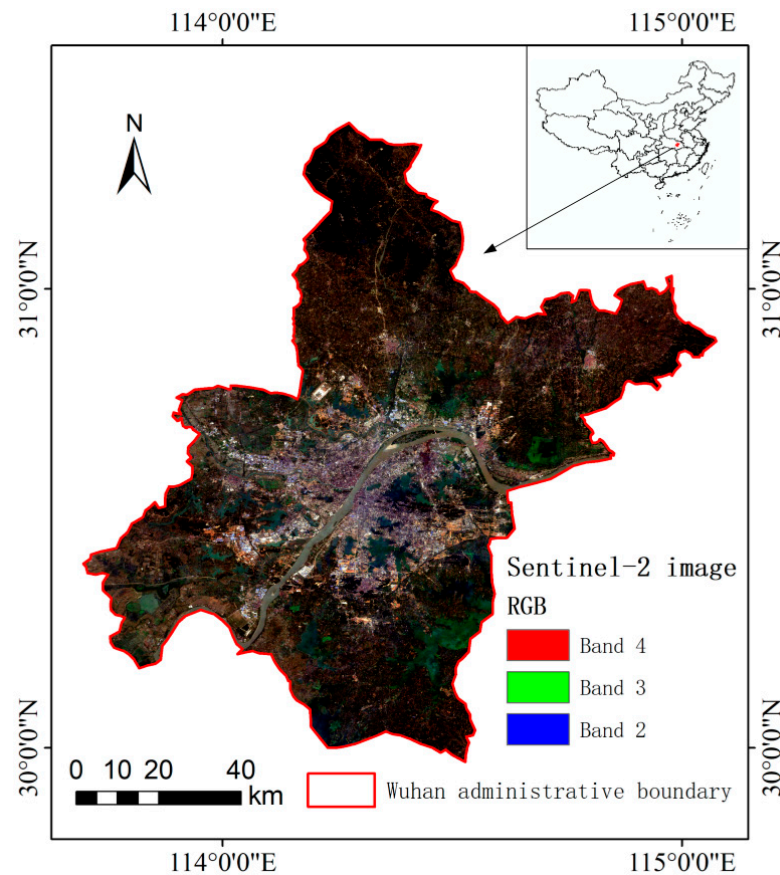 114°0'0"E 115°0'0"E
N
31°0'0"N 31°0'0"N
Sentinel-2 image
RGB
Band 4
Band 3
Band 2
30°0'0"N 30°0'0"N
0 10 20 40
km
Wuhan administrative boundary
114°0'0"E 115°0'0"E